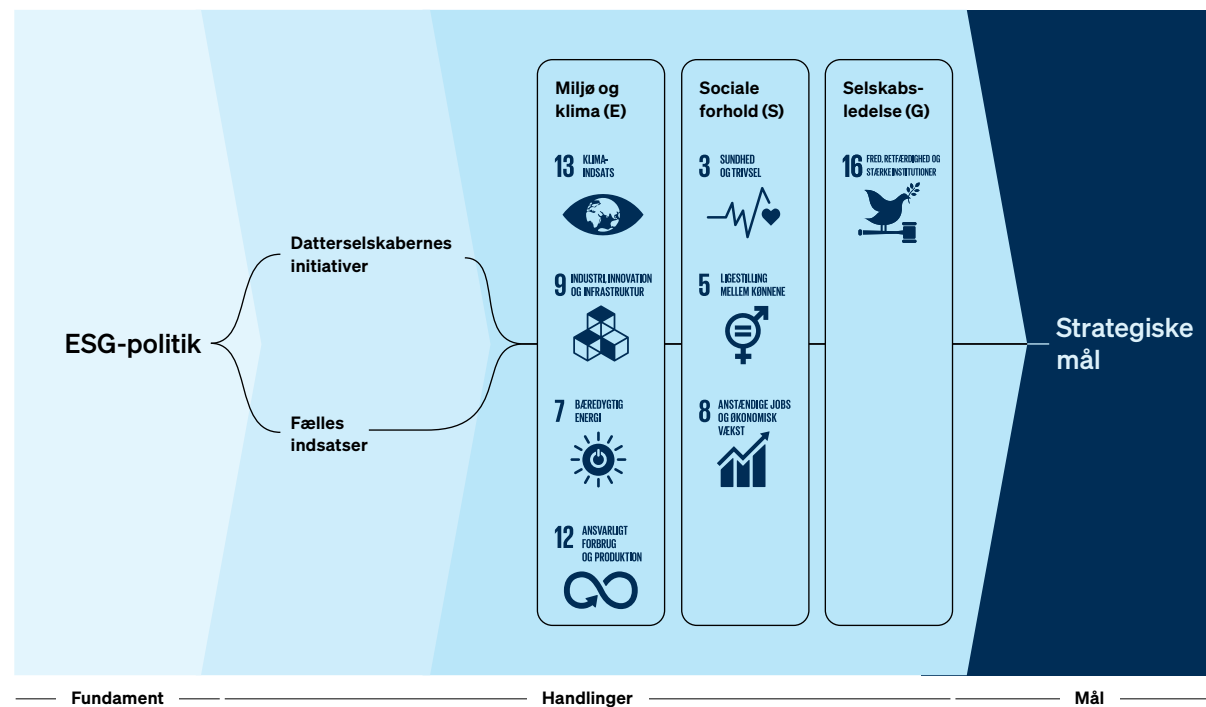 ESG-politik
Datterselskabernes
initiativer
Fælles
indsatser
Miljø og
klima (E)
13 KLIMA-
INDSATS
9 INDUSTRI, INNOVATION
OG INFRASTRUKTUR
7 BÆREDYGTIG
ENERGI
12 ANSVARLIGT
FORBRUG
OG PRODUKTION
Sociale
forhold (S)
3 SUNDHED
OG TRIVSEL
5 LIGESTILLING
MELLEM KØNNENE
8 ANSTÆNDIGE JOBS
OG ØKONOMISK
VÆKST
Selskabs-
ledelse (G)
16 FRED, RETFÆRDIGHED OG
STÆRKE INSTITUTIONER
Strategiske
mål
Fundament
Handlinger
Mål